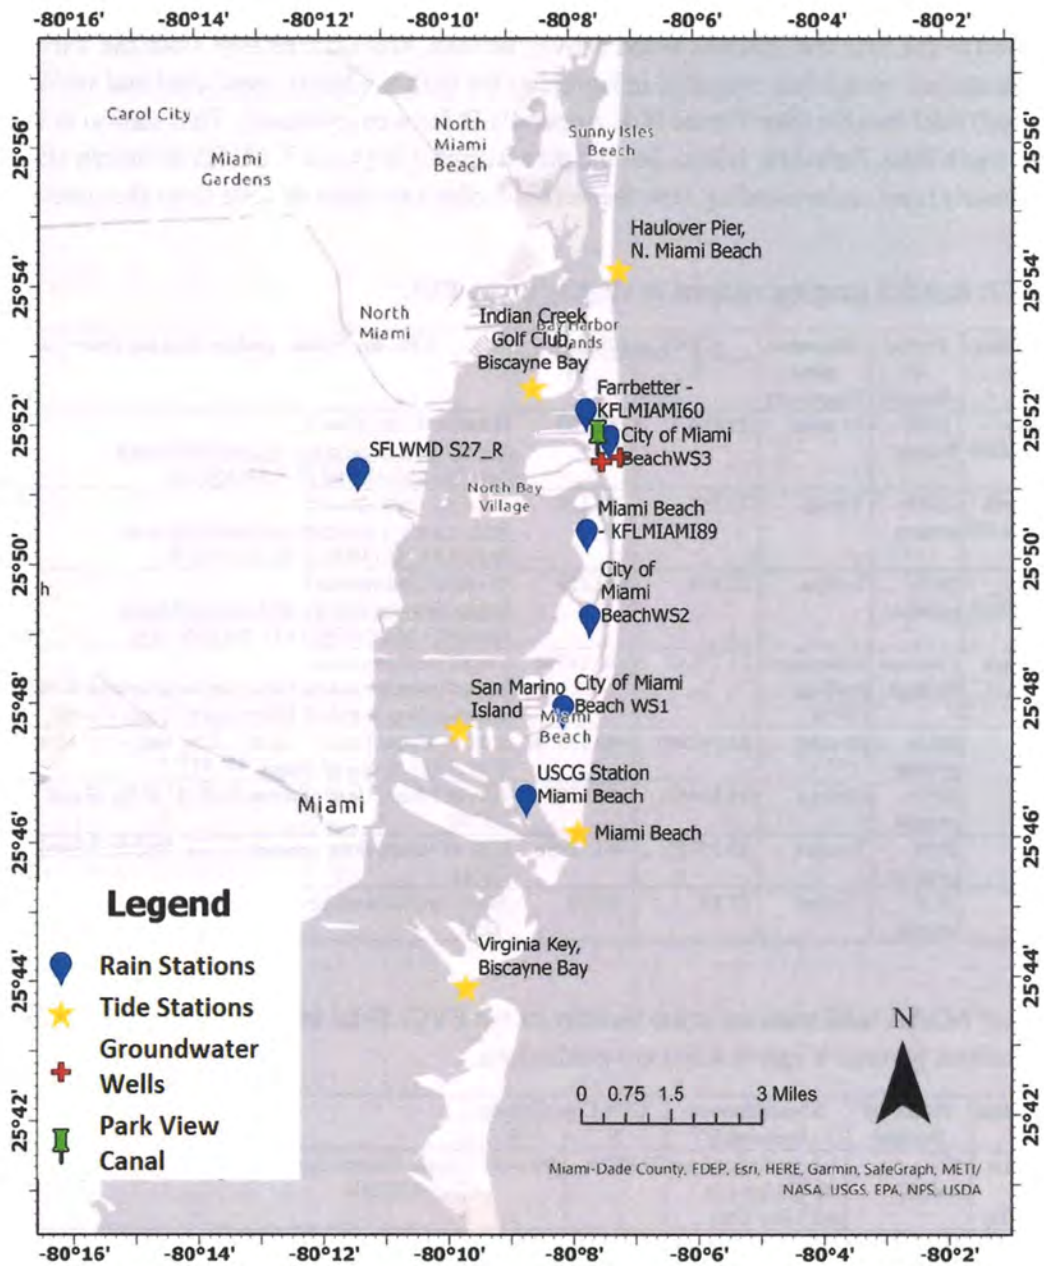 -80°16' -80°14' -80°12' -80°10' -80°8' -80°6' -80°4' -80°2'
Carol City
North
Miami
Beach
Sunny Isles
Beach
25°56' 25°56'
Miami
Gardens
Haulover Pier,
N. Miami Beach
25°54' 25°54'
North
Miami
Indian Creek
Golf Club,
Biscayne Bay
Bay Harbor
Farrbetter -
KFLMIAMI60
25°52' 25°52'
City of Miami
BeachWS3
SFLWMD S27_R
North Bay
Village
Miami Beach
- KFLMIAMI89
25°50' 25°50'
h
City of
Miami
BeachWS2
25°48' 25°48'
San Marino
Island
City of Miami
Beach WS1
Miami
Beach
USCG Station
Miami Beach
Miami
25°46' 25°46'
Miami Beach
Legend
Rain Stations
Tide Stations
Groundwater
Wells
Park View
Canal
Virginia Key,
Biscayne Bay
25°44' 25°44'
N
0 0.75 1.5 3 Miles
25°42' 25°42'
Miami-Dade County, FDEP, Esri, HERE, Garmin, SafeGraph, METI/
NASA, USGS, EPA, NPS, USDA
-80°16' -80°14' -80°12' -80°10' -80°8' -80°6' -80°4' -80°2'